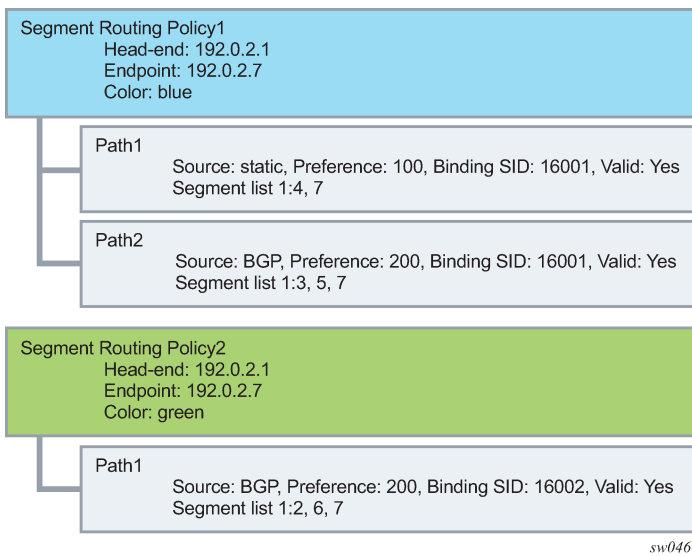 Segment Routing Policy1
Head-end: 192.0.2.1
Endpoint: 192.0.2.7
Color: blue
Path1
Source: static, Preference: 100, Binding SID: 16001, Valid: Yes
Segment list 1:4, 7
Path2
Source: BGP, Preference: 200, Binding SID: 16001, Valid: Yes
Segment list 1:3, 5, 7
Segment Routing Policy2
Head-end: 192.0.2.1
Endpoint: 192.0.2.7
Color: green
Path1
Source: BGP, Preference: 200, Binding SID: 16002, Valid: Yes
Segment list 1:2, 6, 7
sw046